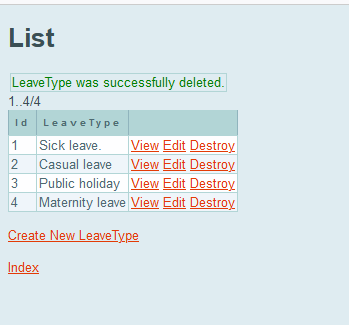 List
LeaveType was successfully deleted.
1..4/4
Id LeaveType
1 Sick leave. View Edit Destroy
2 Casual leave View Edit Destroy
3 Public holiday View Edit Destroy
4 Maternity leave View Edit Destroy
Create New LeaveType
Index